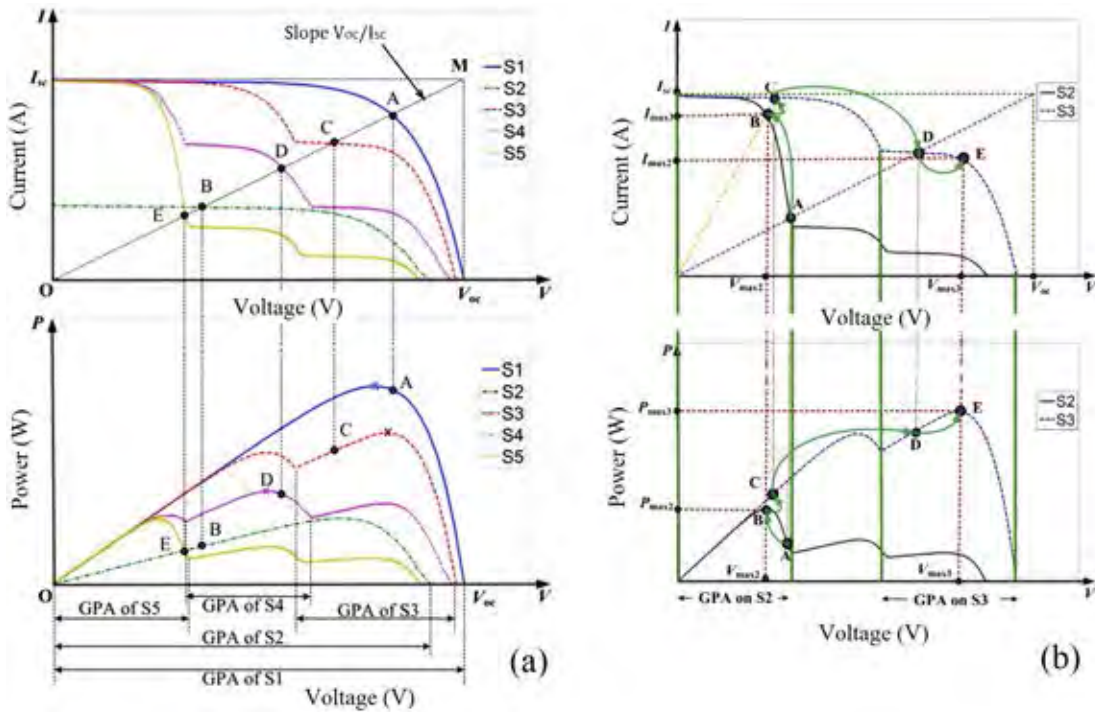 I
Slope VOC/ISC
Isc
M
S1
S2
S3
S4
S5
A
C
D
B
E
Current (A)
O
Voc
V
Voltage (V)
P
S1
S2
S3
S4
S5
A
C
D
B
E
Power (W)
O
Voc
V
GPA of S5
GPA of S4
GPA of S3
GPA of S2
GPA of S1
Voltage (V)
(a)
I
Isc
C
S2
S3
Imax3
B
D
E
Imax2
A
Current (A)
Vmax2
Vmax3
Voc
V
Voltage (V)
P
S2
S3
Pmax3
E
D
C
Pmax2
B
A
Power (W)
Vmax2
Vmax3
V
GPA on S2
GPA on S3
Voltage (V)
(b)